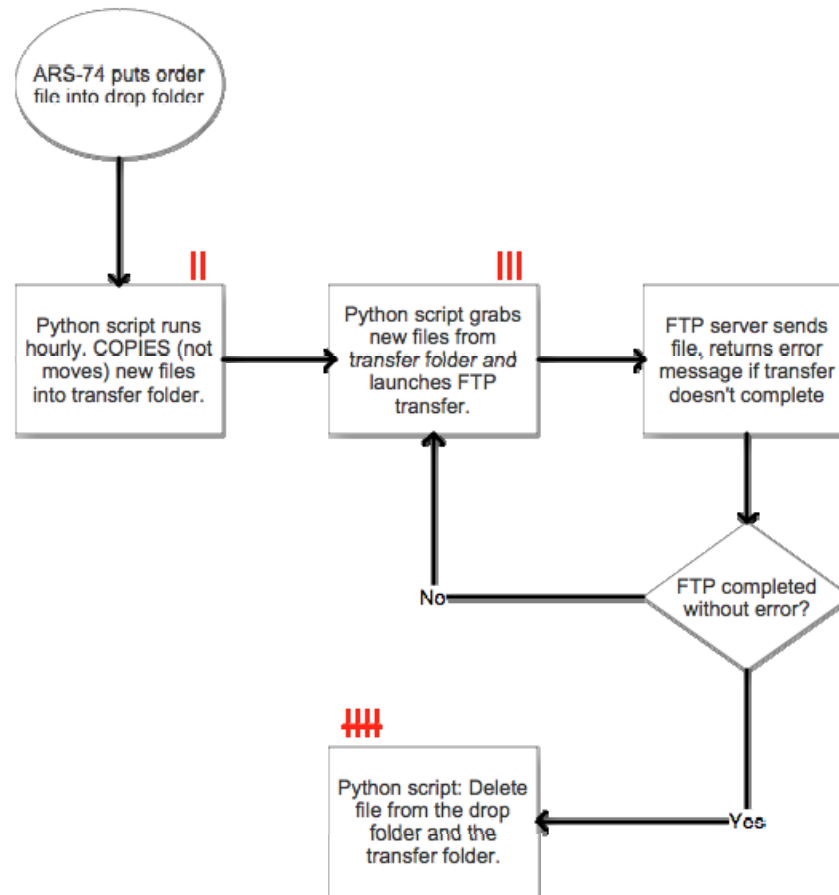 ARS-74 puts order
file into drop folder
Python script runs
hourly. COPIES (not
moves) new files
into transfer folder.
Python script grabs
new files from
transfer folder and
launches FTP
transfer.
FTP server sends
file, returns error
message if transfer
doesn't complete
FTP completed
without error?
No
Yes
Python script: Delete
file from the drop
folder and the
transfer folder.